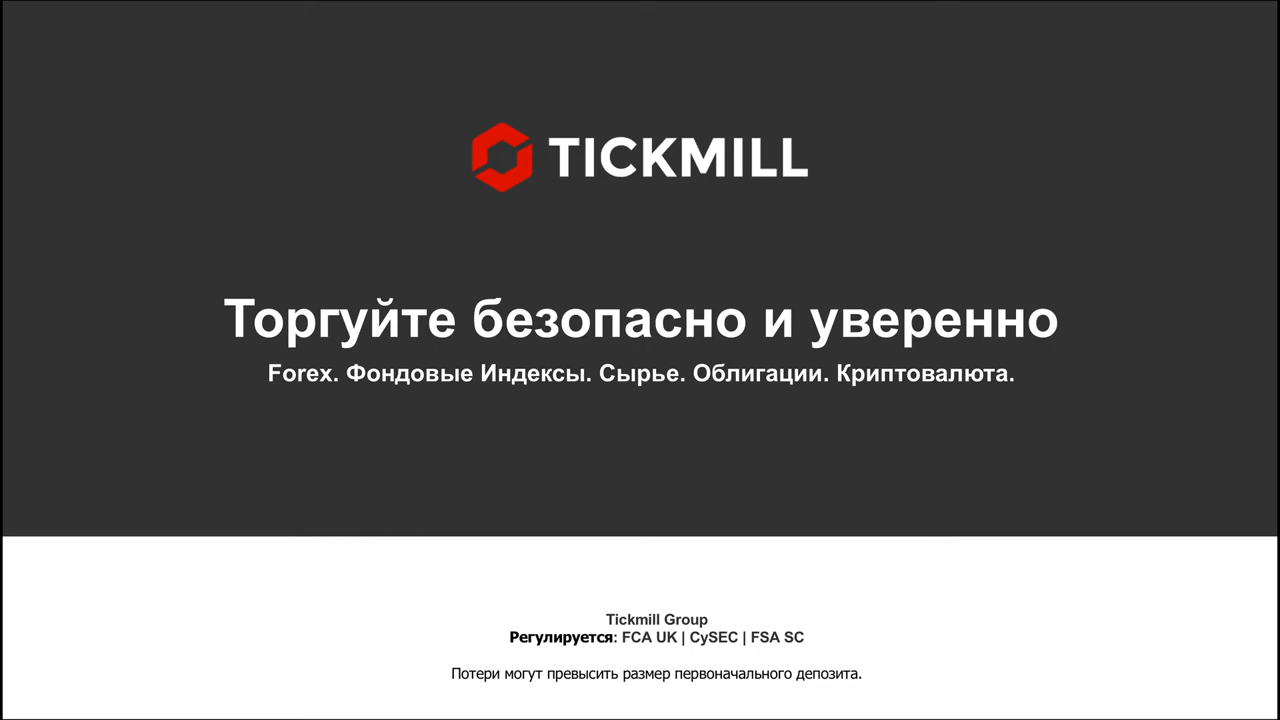 TICKMILL
Торгуйте безопасно и уверенно
Forex. Фондовые Индексы. Сырье. Облигации. Криптовалюта.
Tickmill Group
Регулируется: FCA UK | CySEC | FSA SC
Потери могут превысить размер первоначального депозита.